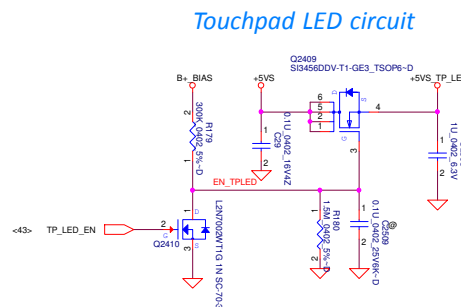 Touchpad LED circuit
Q2409
SI3456DDV-T1-GE3_TSOP6~D
B+_BIAS
+5VS
+5VS_TP_LE
6
5
2
1
D
S
4
G
3
2
R179
300K_0402_5%~D
1
1
C29
0.1U_0402_16V4Z
2
1
1U_0402_6.3V
2
EN_TPLED
<43> TP_LED_EN
2
G
1
D
S
3
Q2410
L2N7002WT1G 1N SC-70-3
1
R180
1.5M_0402_5%~D
2
1
C2509
@
0.1U_0402_25V6K~D
2